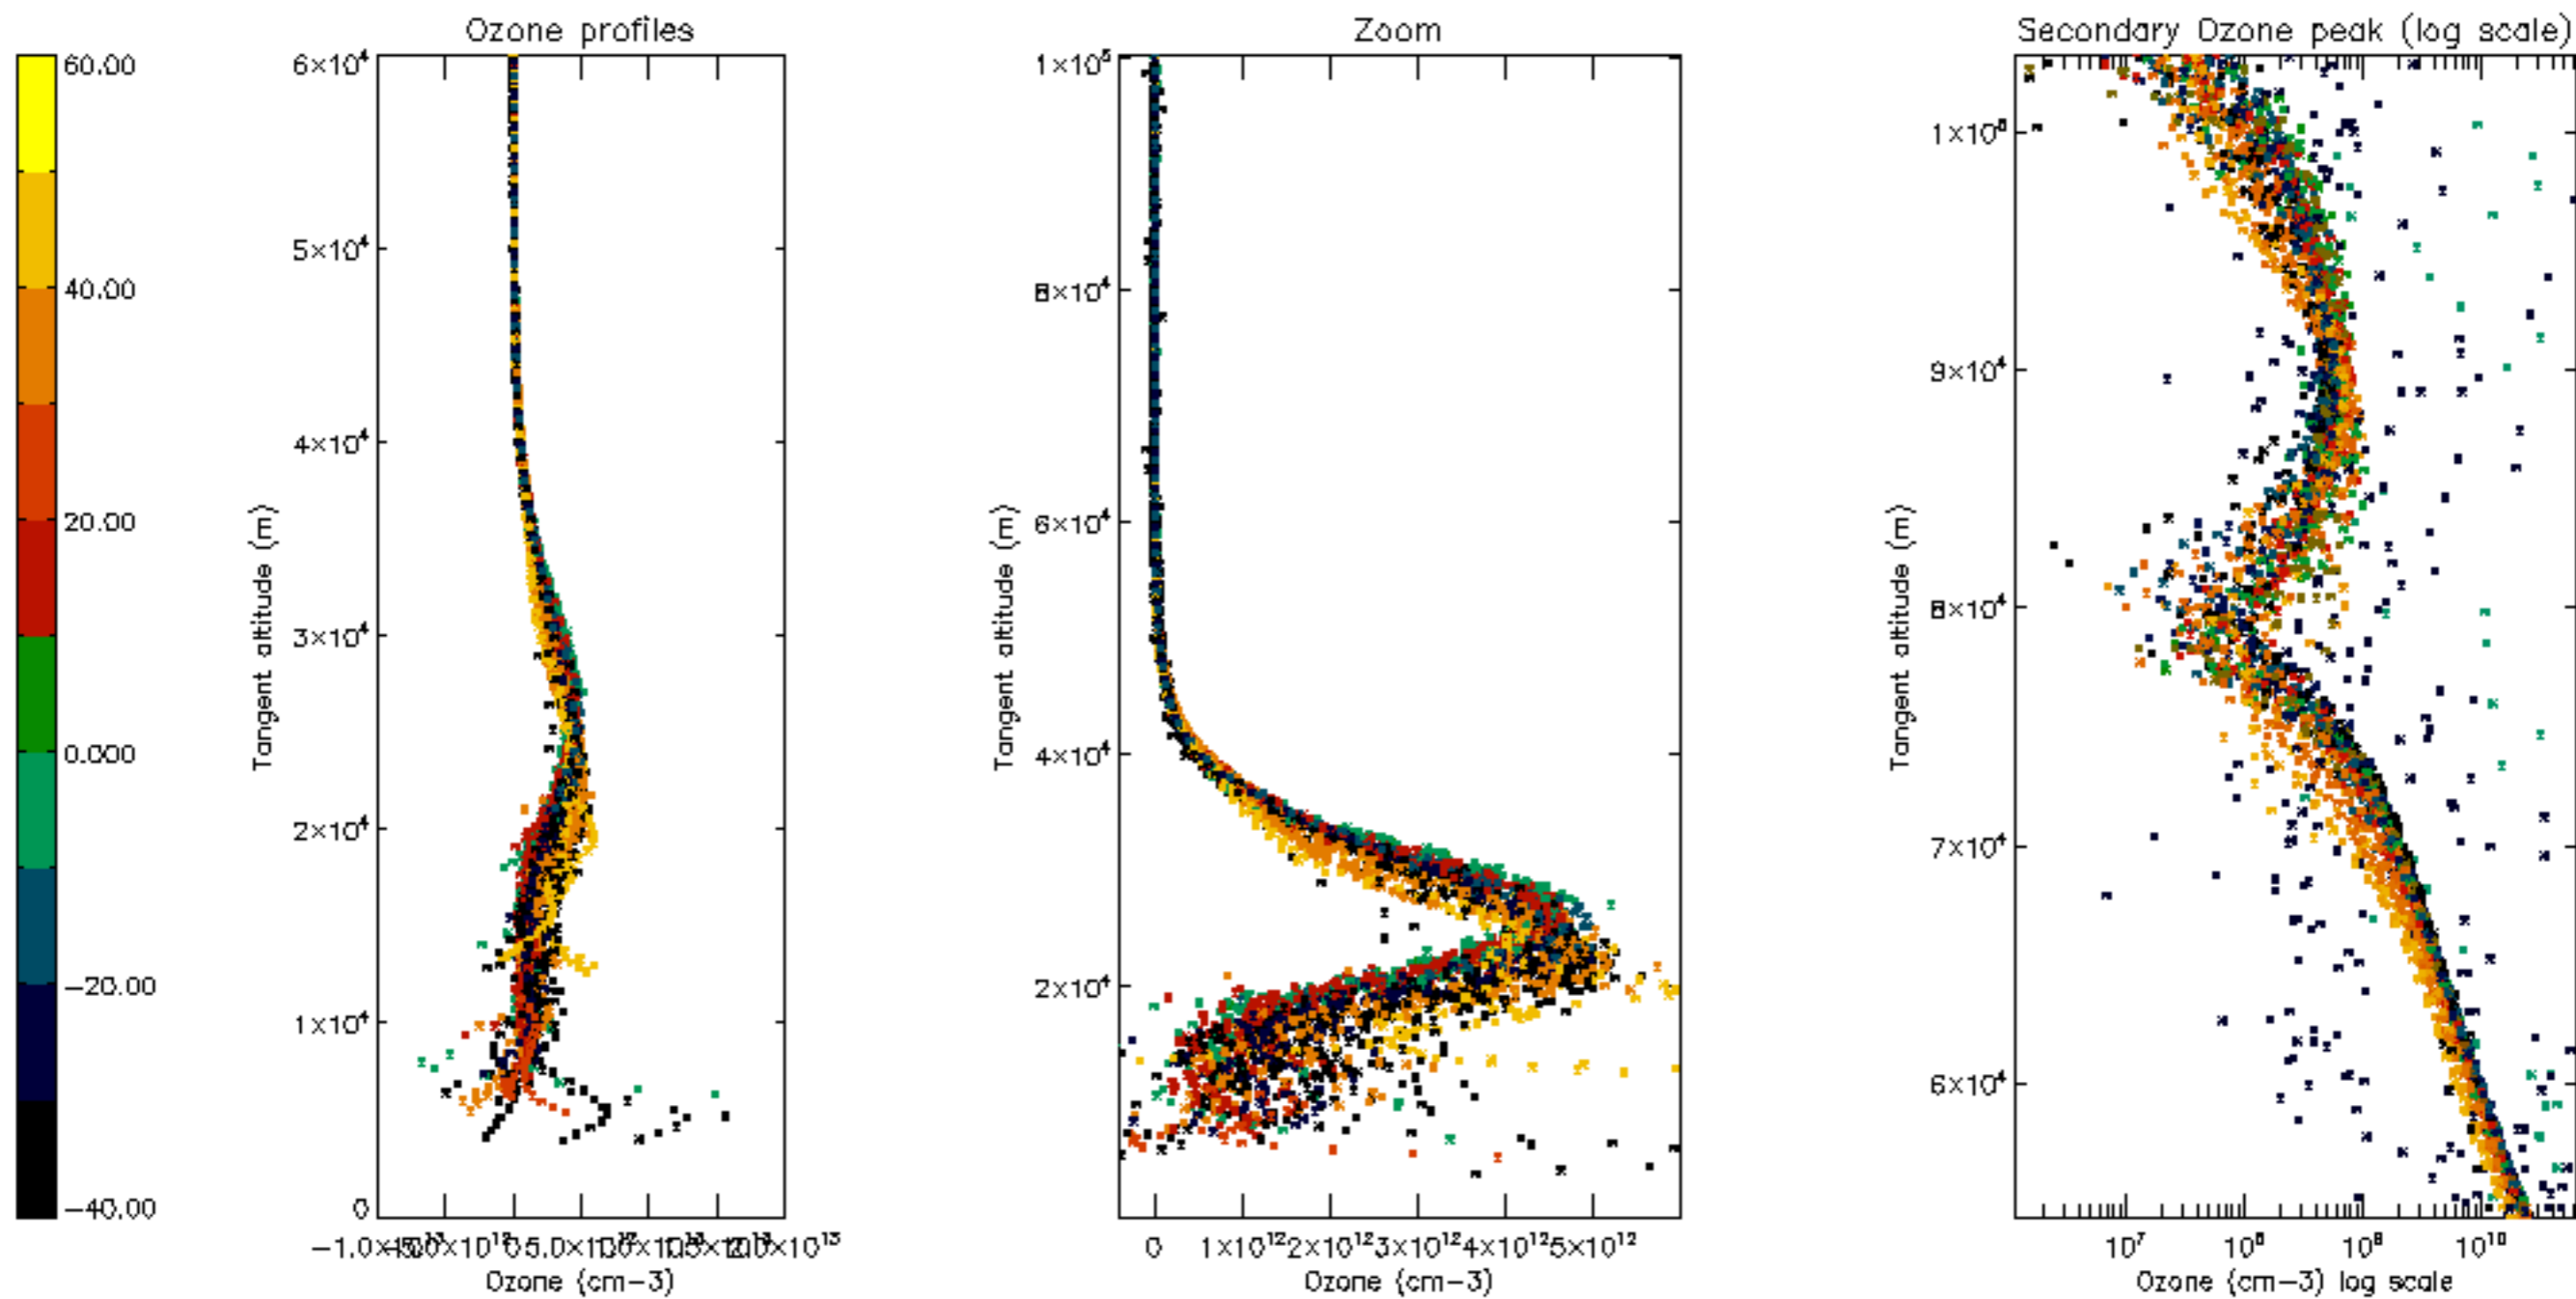 Ozone profiles
Zoom
Secondary Ozone peak (log scale)
60.00
40.00
20.00
0.000
−20.00
−40.00
6×10⁴
5×10⁴
4×10⁴
3×10⁴
2×10⁴
1×10⁴
0
Tangent altitude (m)
Ozone (cm−3)
1×10⁵
8×10⁴
6×10⁴
4×10⁴
2×10⁴
Tangent altitude (m)
0 1×10¹² 2×10¹² 3×10¹² 4×10¹² 5×10¹²
Ozone (cm−3)
9×10⁴
8×10⁴
7×10⁴
6×10⁴
Tangent altitude (m)
10⁷ 10⁸ 10⁹ 10¹⁰
Ozone (cm−3) log scale